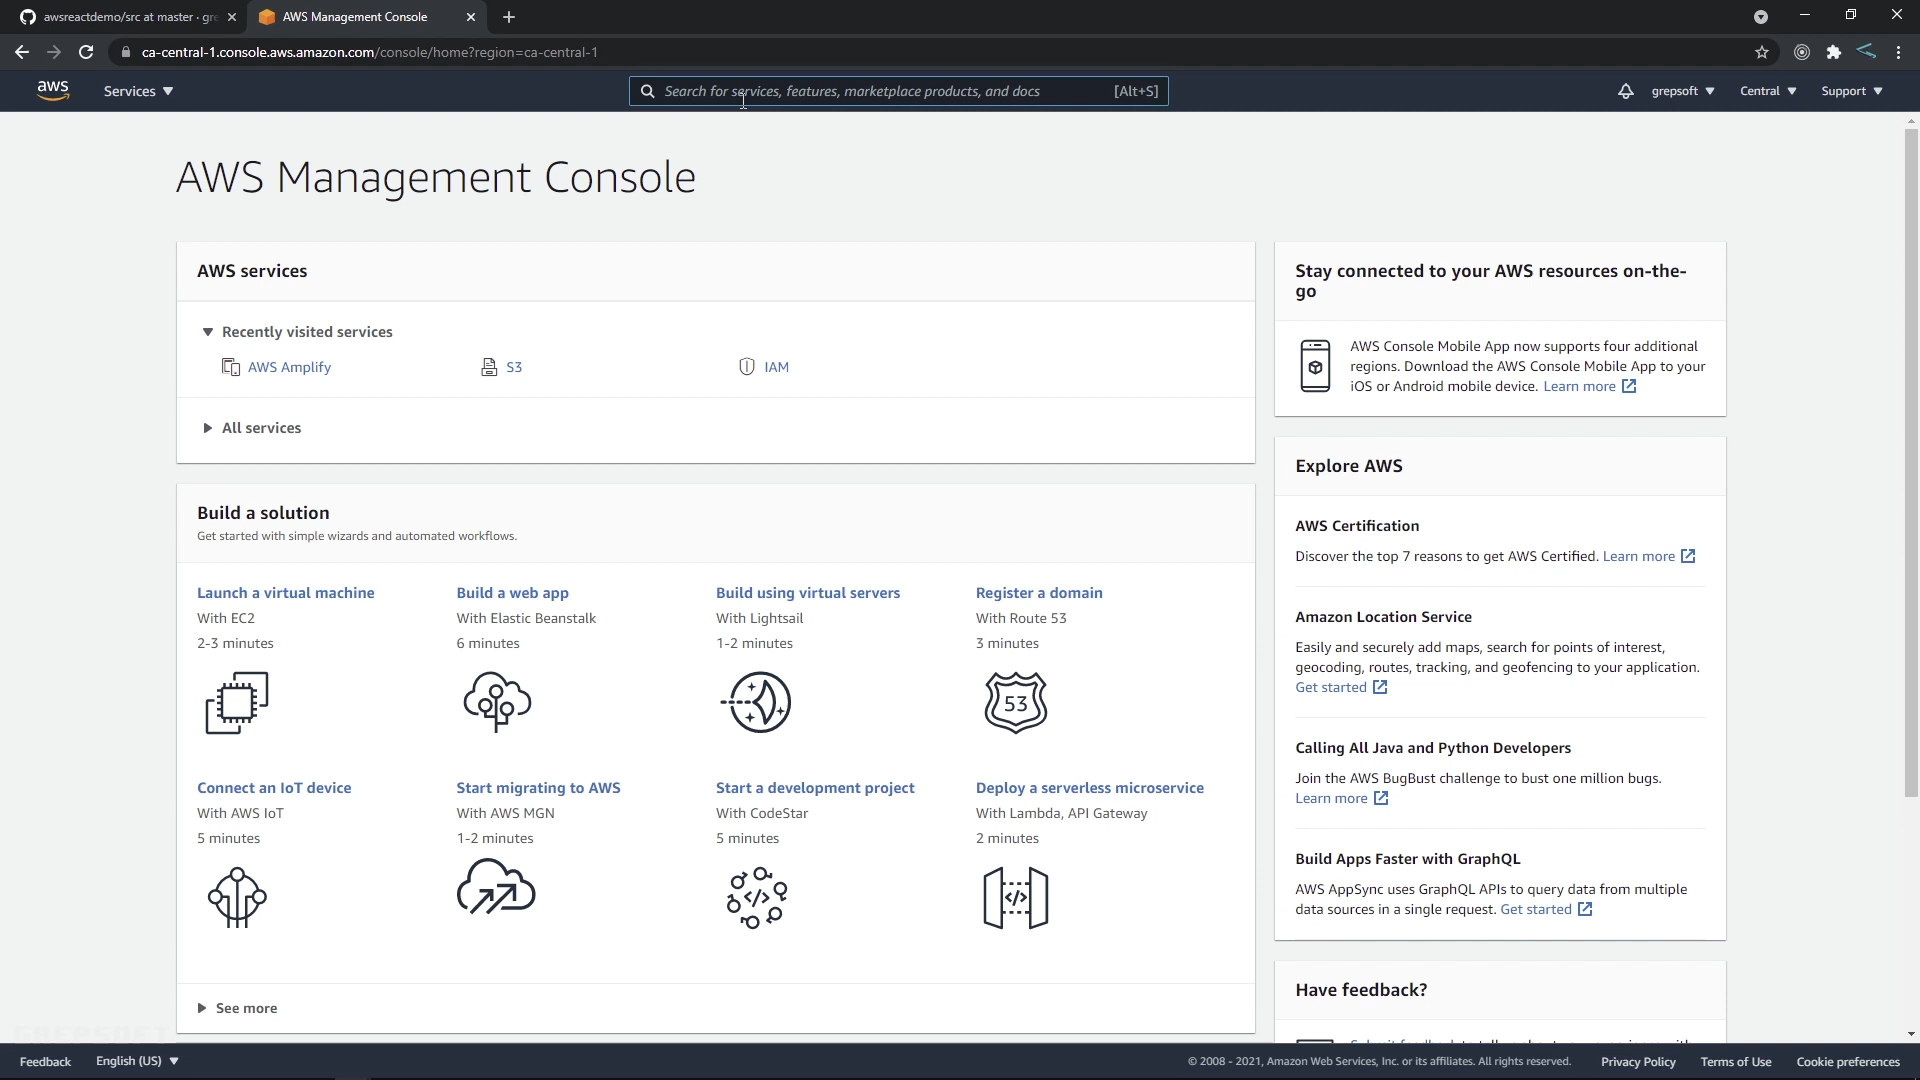 awsreactdemo/src at master · gre
AWS Management Console
ca-central-1.console.aws.amazon.com/console/home?region=ca-central-1
aws
Services
Search for services, features, marketplace products, and docs
[Alt+S]
grepsoft
Central
Support
AWS Management Console
AWS services
Recently visited services
AWS Amplify
S3
IAM
All services
Build a solution
Get started with simple wizards and automated workflows.
Launch a virtual machine
With EC2
2-3 minutes
Build a web app
With Elastic Beanstalk
6 minutes
Build using virtual servers
With Lightsail
1-2 minutes
Register a domain
With Route 53
3 minutes
53
Connect an IoT device
With AWS IoT
5 minutes
Start migrating to AWS
With AWS MGN
1-2 minutes
Start a development project
With CodeStar
5 minutes
</>
Deploy a serverless microservice
With Lambda, API Gateway
2 minutes
</>
See more
Stay connected to your AWS resources on-the-
go
AWS Console Mobile App now supports four additional
regions. Download the AWS Console Mobile App to your
iOS or Android mobile device. Learn more
Explore AWS
AWS Certification
Discover the top 7 reasons to get AWS Certified. Learn more
Amazon Location Service
Easily and securely add maps, search for points of interest,
geocoding, routes, tracking, and geofencing to your application.
Get started
Calling All Java and Python Developers
Join the AWS BugBust challenge to bust one million bugs.
Learn more
Build Apps Faster with GraphQL
AWS AppSync uses GraphQL APIs to query data from multiple
data sources in a single request. Get started
Have feedback?
Feedback
English (US)
© 2008 - 2021, Amazon Web Services, Inc. or its affiliates. All rights reserved.
Privacy Policy
Terms of Use
Cookie preferences